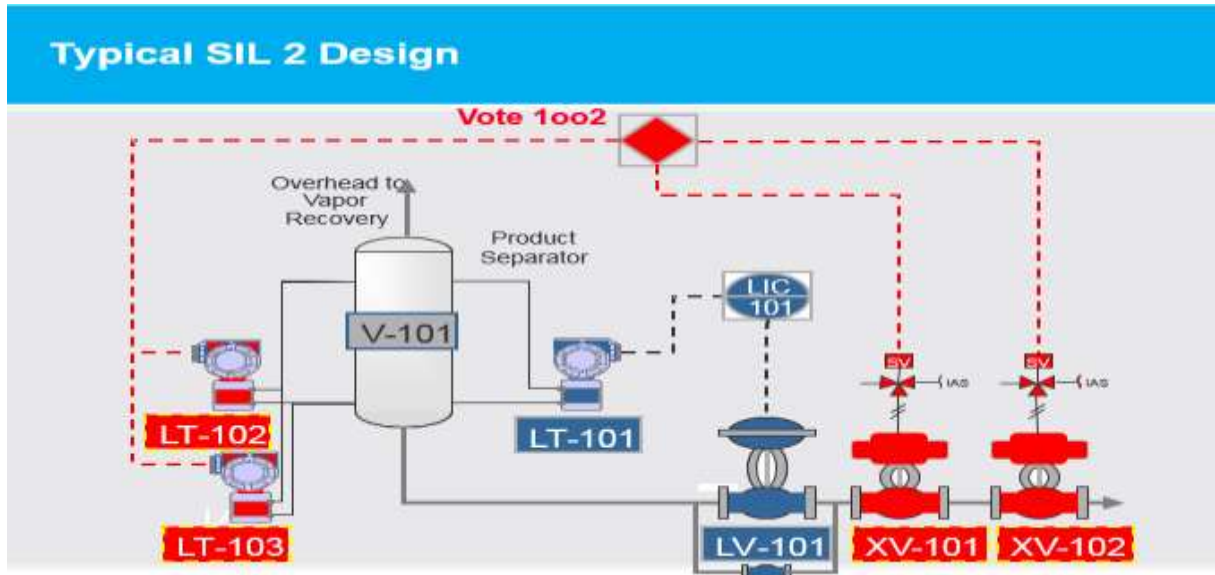 Typical SIL 2 Design
Vote 1oo2
Overhead to
Vapor
Recovery
Product
Separator
LIC
101
V-101
SV
SV
IAS
IAS
LT-102
LT-101
LT-103
LV-101
XV-101
XV-102